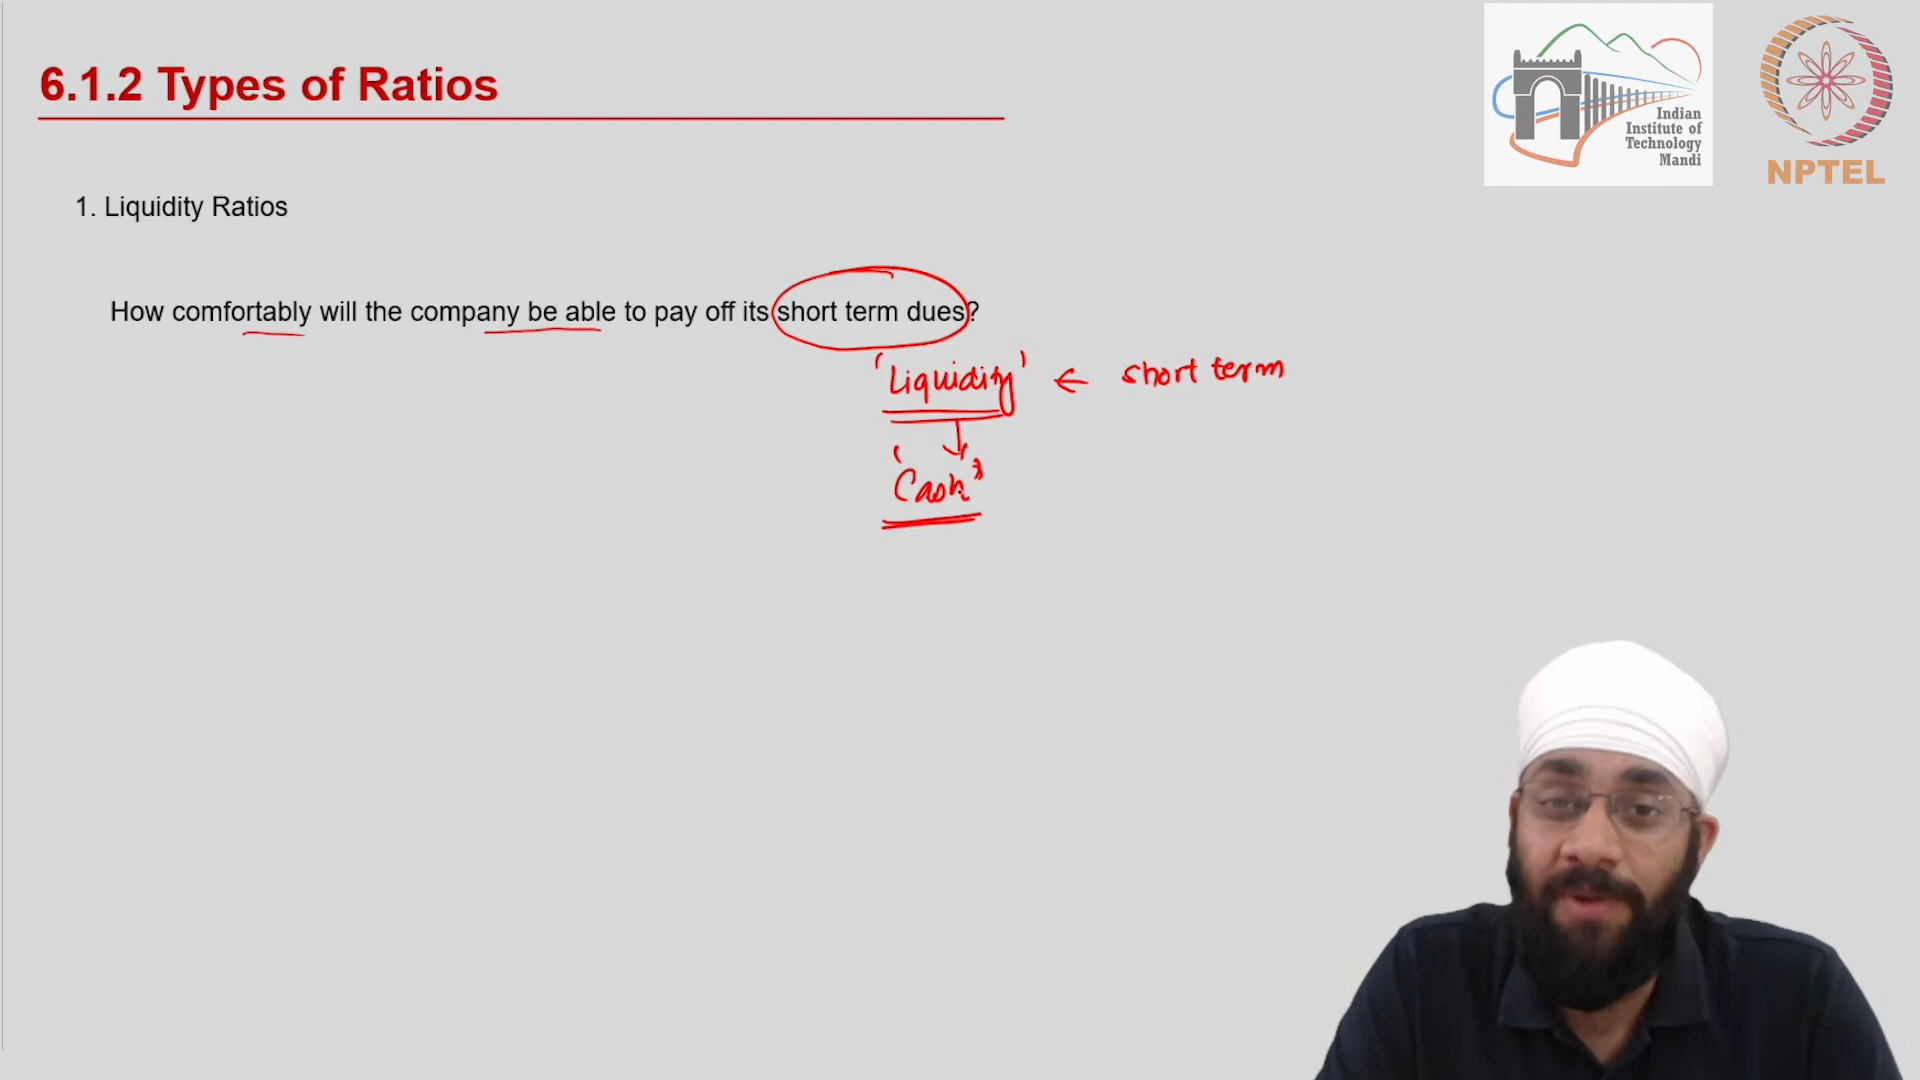 6.1.2 Types of Ratios
Indian
Institute of
Technology
Mandi
NPTEL
1. Liquidity Ratios
How comfortably will the company be able to pay off its short term dues?
'Liquidity' ← short term
'Cash'